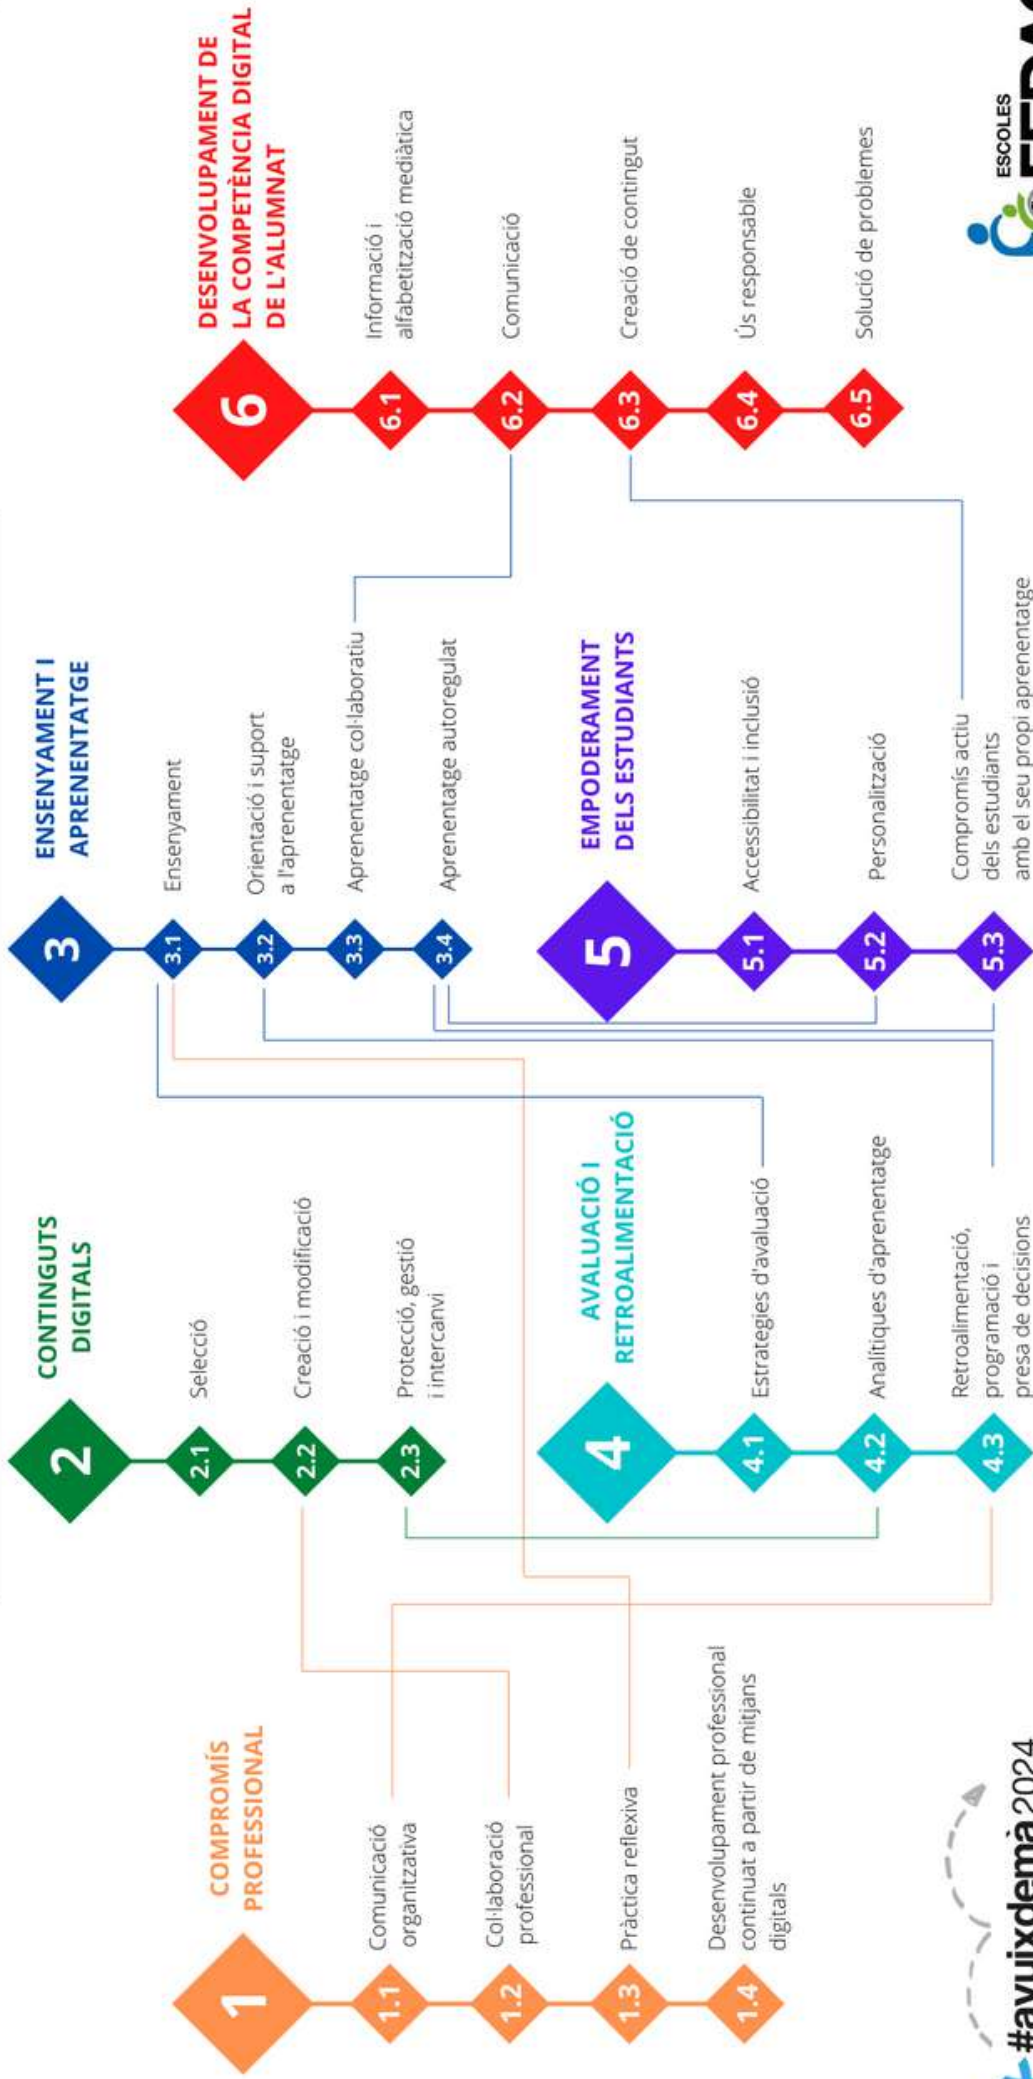 1
COMPROMÍS
PROFESSIONAL
1.1
Comunicació
organitzativa
1.2
Col·laboració
professional
1.3
Pràctica reflexiva
1.4
Desenvolupament professional
continuat a partir de mitjans
digitals
2
CONTINGUTS
DIGITALS
2.1
Selecció
2.2
Creació i modificació
2.3
Protecció, gestió
i intercanvi
3
ENSENYAMENT I
APRENENTATGE
3.1
Ensenyament
3.2
Orientació i suport
a l'aprenentatge
3.3
Aprenentatge col·laboratiu
3.4
Aprenentatge autoregulat
4
AVALUACIÓ I
RETROALIMENTACIÓ
4.1
Estrategies d'avaluació
4.2
Analítiques d'aprenentatge
4.3
Retroalimentació,
programació i
presa de decisions
5
EMPODERAMENT
DELS ESTUDIANTS
5.1
Accessibilitat i inclusió
5.2
Personalització
5.3
Compromís actiu
dels estudiants
amb el seu propi aprenentatge
6
DESENVOLUPAMENT DE
LA COMPETÈNCIA DIGITAL
DE L'ALUMNAT
6.1
Informació i
alfabetització mediàtica
6.2
Comunicació
6.3
Creació de contingut
6.4
Ús responsable
6.5
Solució de problemes
#avuixdemà2024
ESCOLES